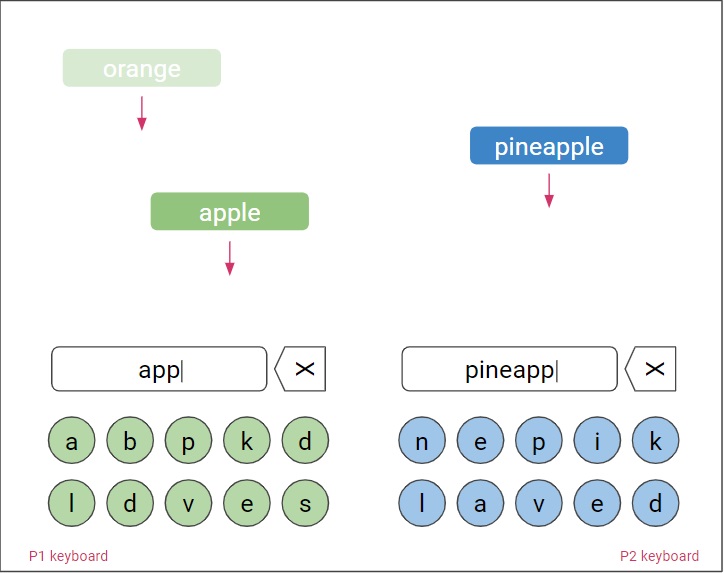 orange
pineapple
apple
app
X
pineapp
X
a b p k d
n e p i k
l d v e s
l a v e d
P1 keyboard
P2 keyboard